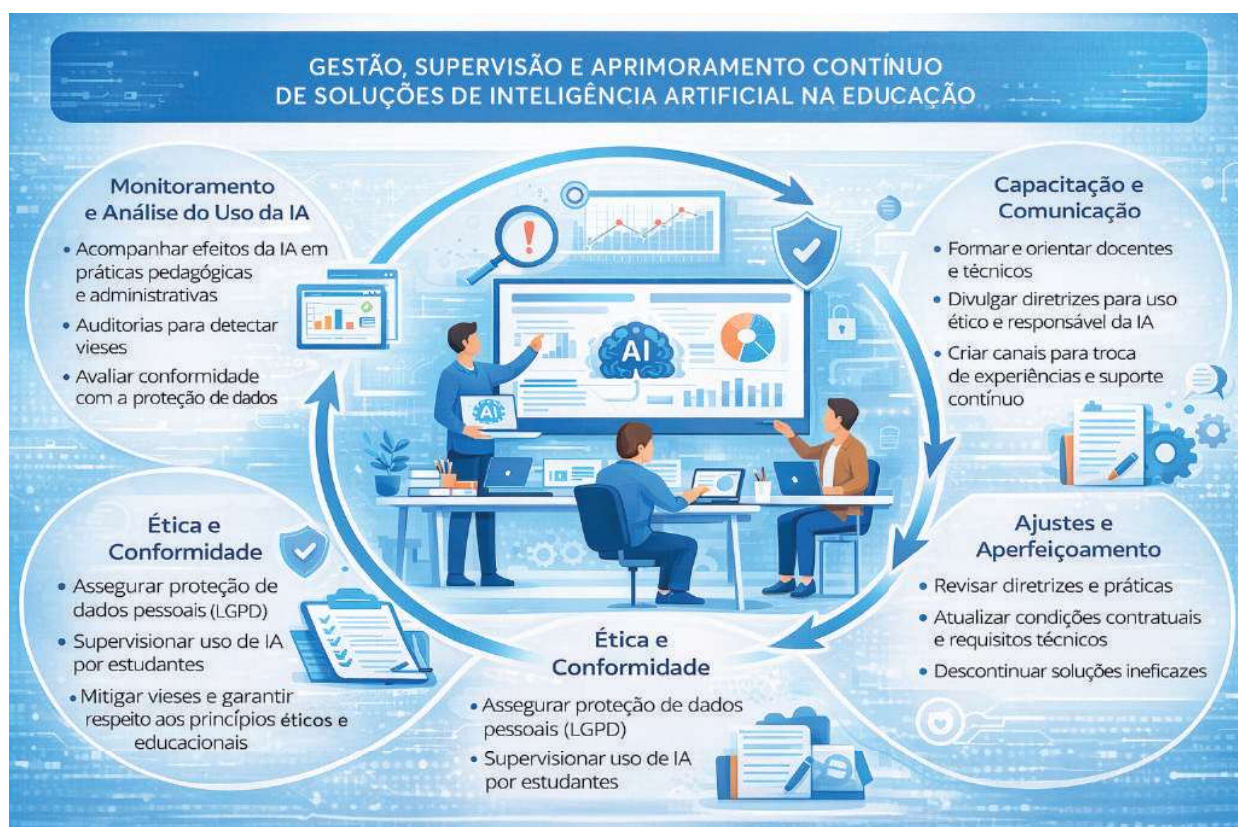 GESTÃO, SUPERVISÃO E APRIMORAMENTO CONTÍNUO
DE SOLUÇÕES DE INTELIGÊNCIA ARTIFICIAL NA EDUCAÇÃO
Monitoramento
e Análise do Uso da IA
• Acompanhar efeitos da IA em
práticas pedagógicas
e administrativas
• Auditorias para detectar
vieses
• Avaliar conformidade
com a proteção de dados
Capacitação e
Comunicação
• Formar e orientar docentes
e técnicos
• Divulgar diretrizes para uso
ético e responsável da IA
• Criar canais para troca
de experiências e suporte
contínuo
AI
AI
Ética e
Conformidade
• Assegurar proteção de
dados pessoais (LGPD)
• Supervisionar uso de IA
por estudantes
• Mitigar vieses e garantir
respeito aos princípios éticos e
educacionais
Ética e
Conformidade
• Assegurar proteção de dados
pessoais (LGPD)
• Supervisionar uso de IA
por estudantes
Ajustes e
Aperfeiçoamento
• Revisar diretrizes e práticas
• Atualizar condições contratuais
e requisitos técnicos
• Descontinuar soluções ineficazes